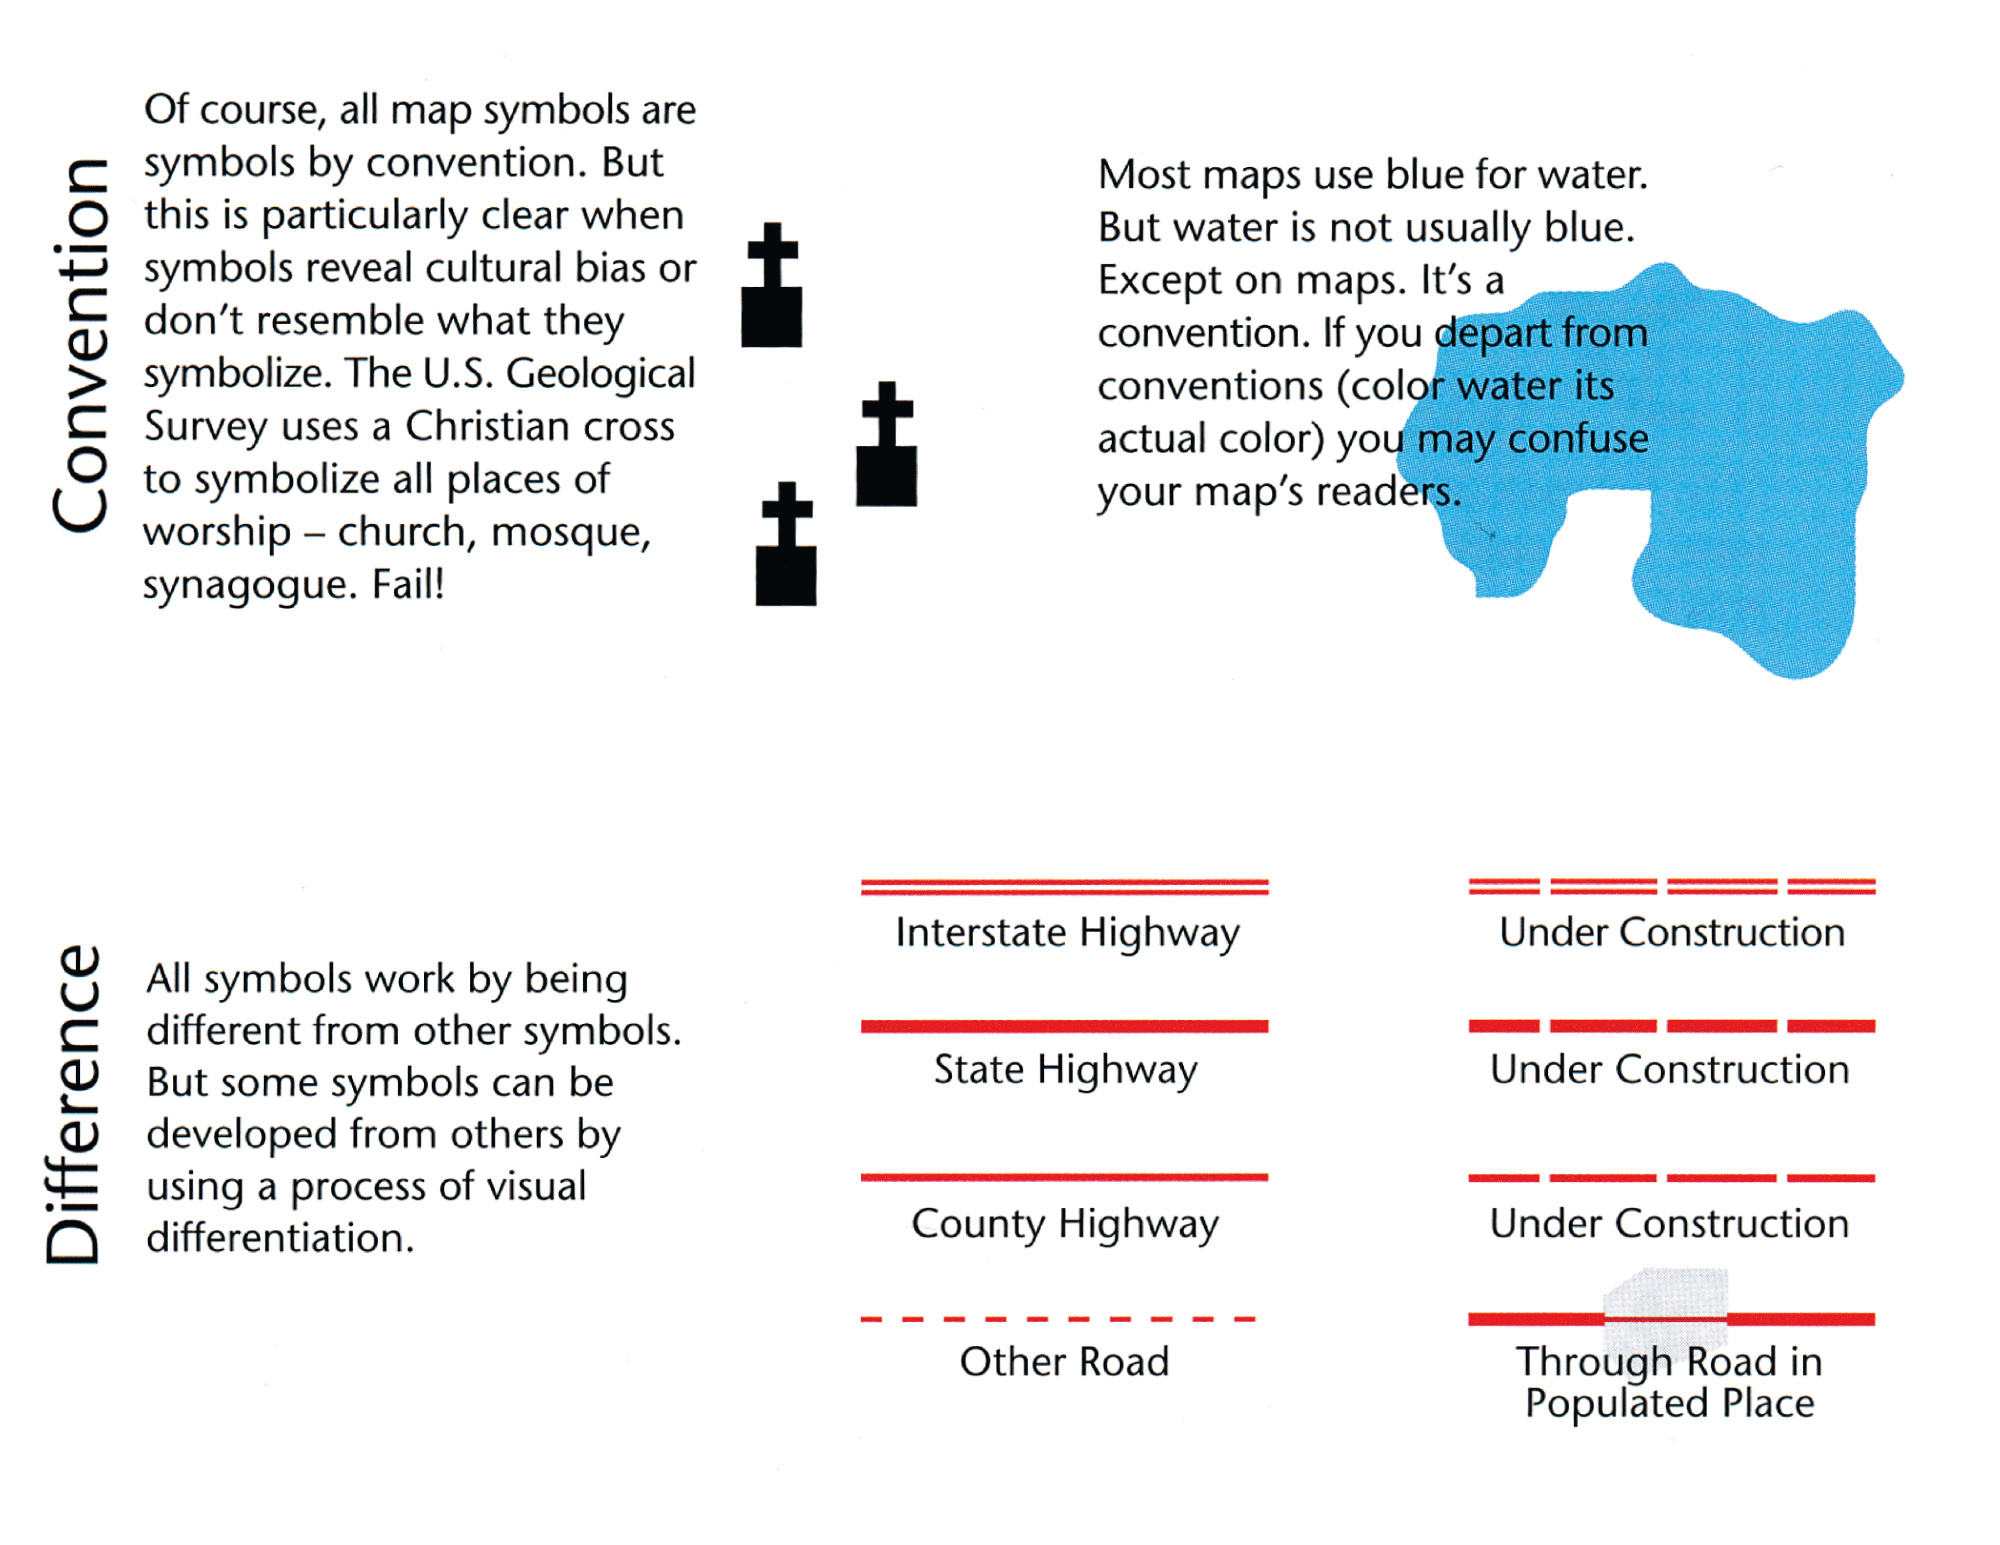 Convention
Of course, all map symbols are
symbols by convention. But
this is particularly clear when
symbols reveal cultural bias or
don't resemble what they
symbolize. The U.S. Geological
Survey uses a Christian cross
to symbolize all places of
worship – church, mosque,
synagogue. Fail!
Most maps use blue for water.
But water is not usually blue.
Except on maps. It's a
convention. If you depart from
conventions (color water its
actual color) you may confuse
your map's readers.
Difference
All symbols work by being
different from other symbols.
But some symbols can be
developed from others by
using a process of visual
differentiation.
Interstate Highway
Under Construction
State Highway
Under Construction
County Highway
Under Construction
Other Road
Through Road in
Populated Place